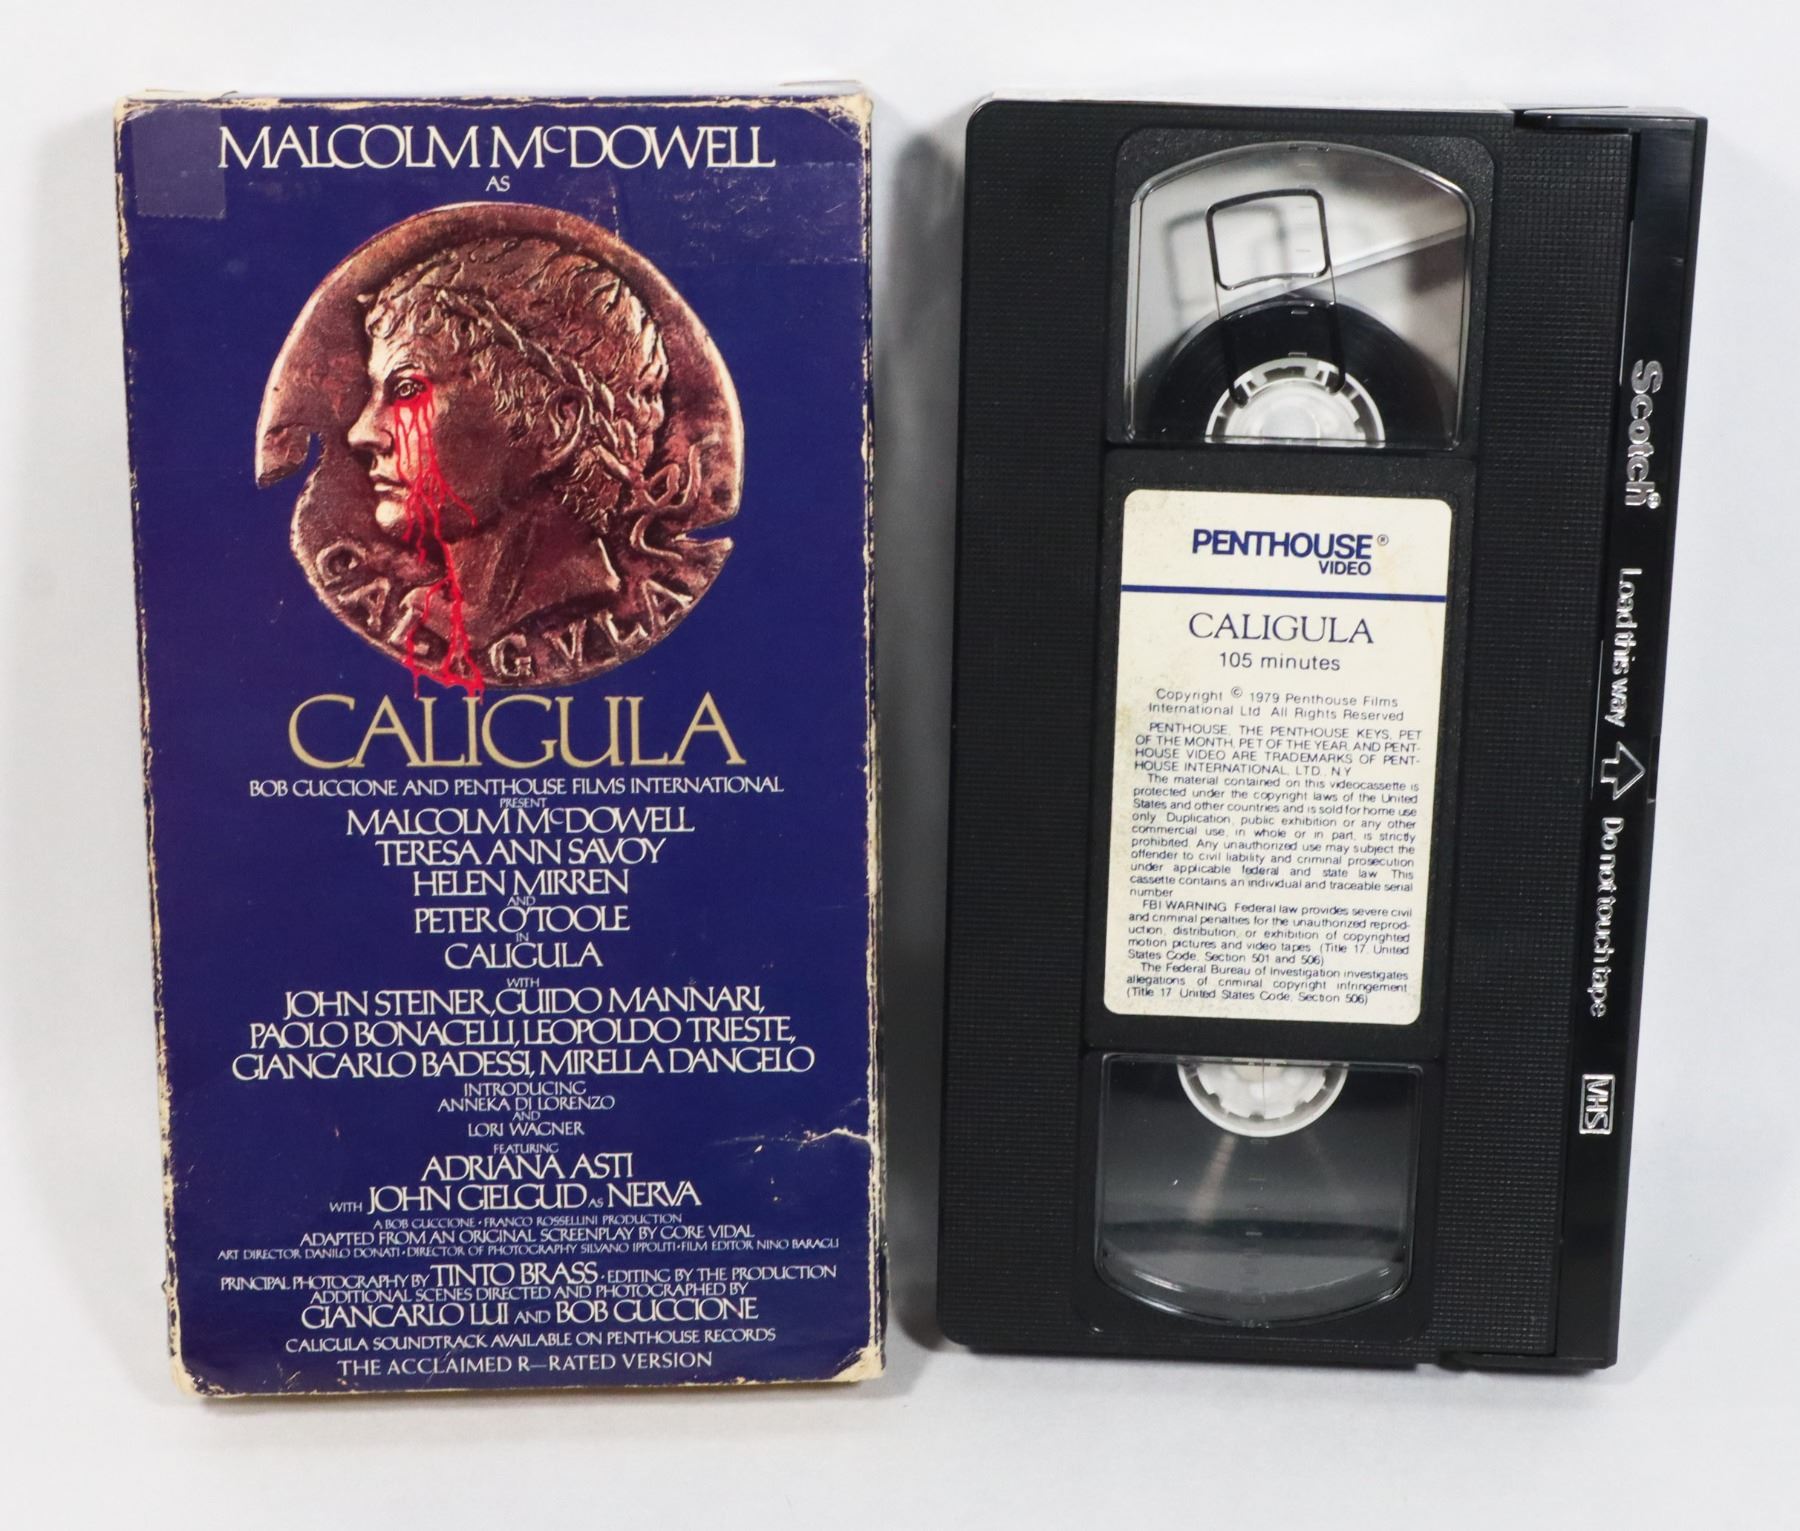 MALCOLM McDOWELL
AS
CALIGVLA
CALIGULA
BOB GUCCIONE AND PENTHOUSE FILMS INTERNATIONAL
PRESENT
MALCOLM McDOWELL
TERESA ANN SAVOY
HELEN MIRREN
AND
PETER O'TOOLE
IN
CALIGULA
WITH
JOHN STEINER, GUIDO MANNARI,
PAOLO BONACELLI, LEOPOLDO TRIESTE,
GIANCARLO BADESSI, MIRELLA DANGELO
INTRODUCING
ANNEKA DI LORENZO
AND
LORI WAGNER
FEATURING
ADRIANA ASTI
WITH JOHN GIELGUD AS NERVA
A BOB GUCCIONE · FRANCO ROSSELLINI PRODUCTION
ADAPTED FROM AN ORIGINAL SCREENPLAY BY GORE VIDAL
ART DIRECTOR DANILO DONATI · DIRECTOR OF PHOTOGRAPHY SILVANO IPPOLITI · FILM EDITOR NINO BARAGLI
PRINCIPAL PHOTOGRAPHY BY TINTO BRASS · EDITING BY THE PRODUCTION
ADDITIONAL SCENES DIRECTED AND PHOTOGRAPHED BY
GIANCARLO LUI AND BOB GUCCIONE
CALIGULA SOUNDTRACK AVAILABLE ON PENTHOUSE RECORDS
THE ACCLAIMED R—RATED VERSION
PENTHOUSE®
VIDEO
CALIGULA
105 minutes
Copyright © 1979 Penthouse Films
International Ltd All Rights Reserved
PENTHOUSE, THE PENTHOUSE KEYS, PET
OF THE MONTH, PET OF THE YEAR, AND PENT-
HOUSE VIDEO ARE TRADEMARKS OF PENT-
HOUSE INTERNATIONAL, LTD., N.Y
The material contained on this videocassette is
protected under the copyright laws of the United
States and other countries and is sold for home use
only. Duplication, public exhibition or any other
commercial use, in whole or in part, is strictly
prohibited. Any unauthorized use may subject the
offender to civil liability and criminal prosecution
under applicable federal and state law. This
cassette contains an individual and traceable serial
number.
FBI WARNING Federal law provides severe civil
and criminal penalties for the unauthorized reprod-
uction, distribution, or exhibition of copyrighted
motion pictures and video tapes. (Title 17. United
States Code, Section 501 and 506)
The Federal Bureau of Investigation investigates
allegations of criminal copyright infringement
(Title 17 United States Code, Section 506)
Scotch® Load this way Do not touch tape VHS